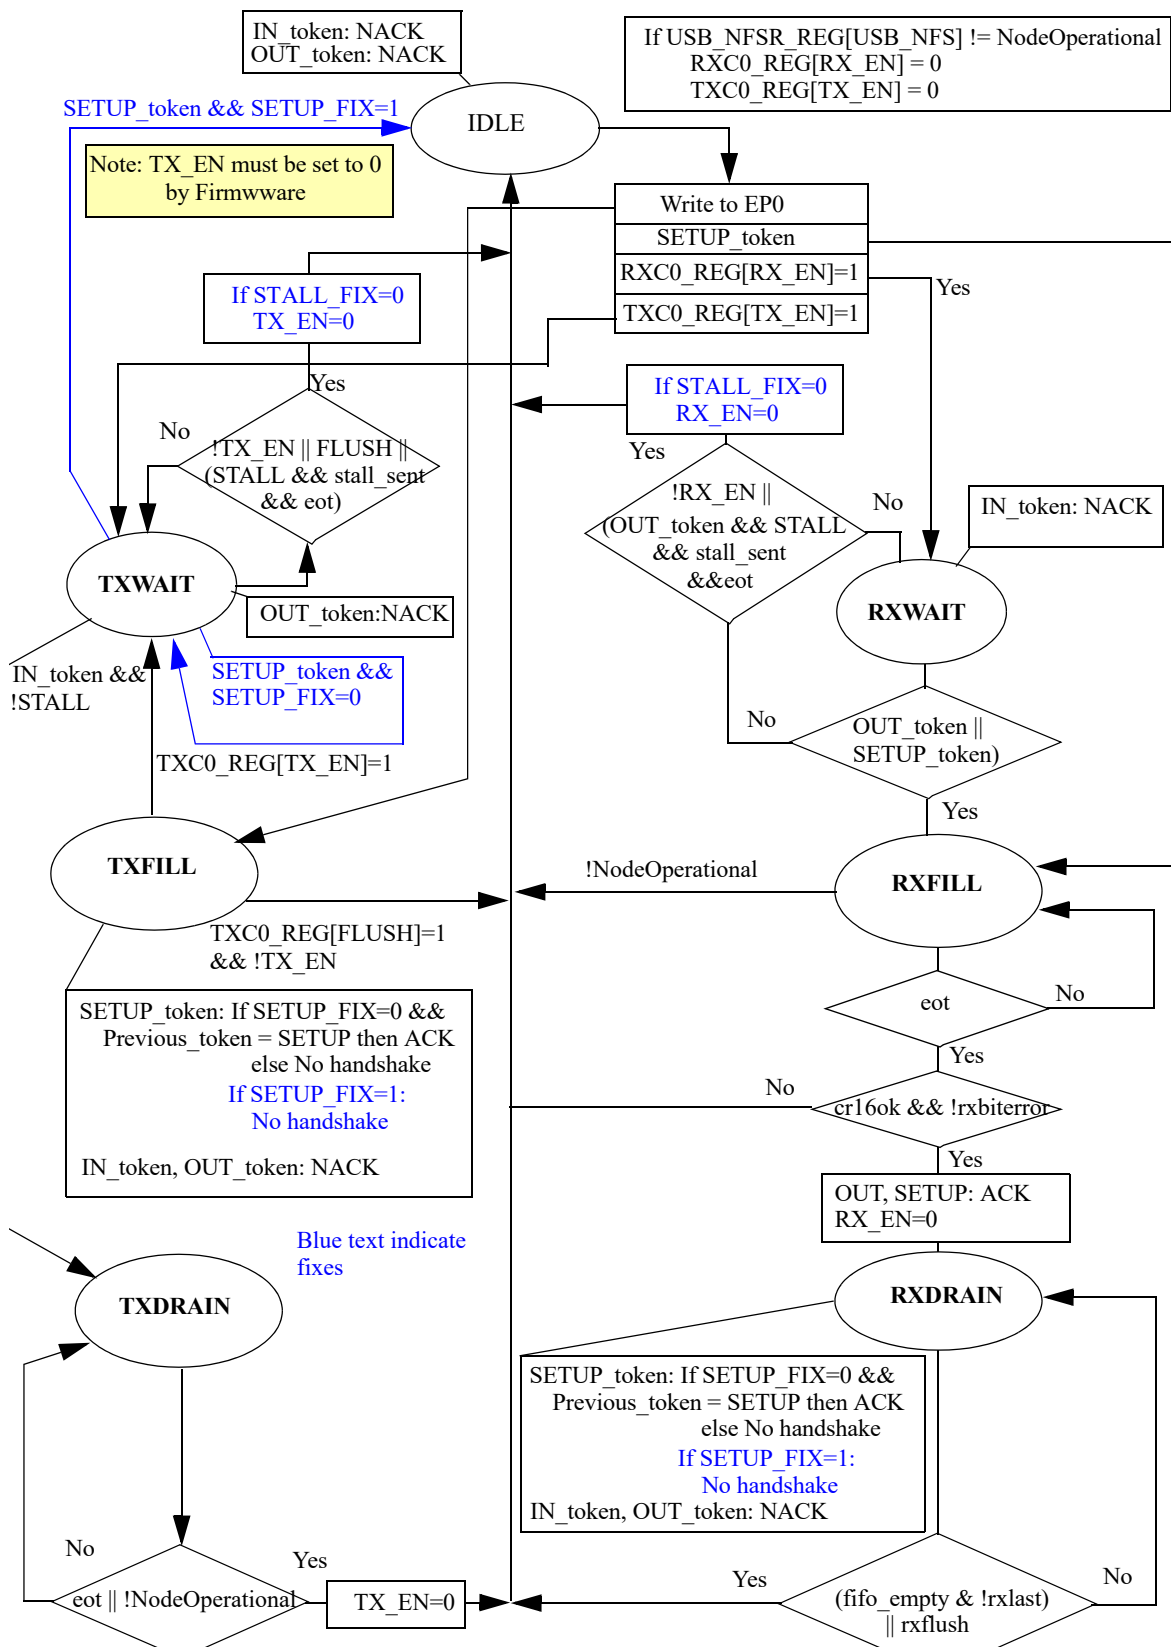 IN_token: NACK
OUT_token: NACK
If USB_NFSR_REG[USB_NFS] != NodeOperational
RXC0_REG[RX_EN] = 0
TXC0_REG[TX_EN] = 0
SETUP_token && SETUP_FIX=1
IDLE
Note: TX_EN must be set to 0
by Firmwware
Write to EP0
SETUP_token
RXC0_REG[RX_EN]=1
TXC0_REG[TX_EN]=1
Yes
If STALL_FIX=0
TX_EN=0
Yes
No
!TX_EN || FLUSH ||
(STALL && stall_sent
&& eot)
If STALL_FIX=0
RX_EN=0
Yes
!RX_EN ||
(OUT_token && STALL
&& stall_sent
&&eot
No
IN_token: NACK
TXWAIT
OUT_token:NACK
RXWAIT
IN_token &&
!STALL
SETUP_token &&
SETUP_FIX=0
TXC0_REG[TX_EN]=1
No
OUT_token ||
SETUP_token)
Yes
TXFILL
!NodeOperational
RXFILL
TXC0_REG[FLUSH]=1
&& !TX_EN
eot
No
Yes
SETUP_token: If SETUP_FIX=0 &&
Previous_token = SETUP then ACK
else No handshake
If SETUP_FIX=1:
No handshake
IN_token, OUT_token: NACK
No
cr16ok && !rxbiterror
Yes
OUT, SETUP: ACK
RX_EN=0
Blue text indicate
fixes
TXDRAIN
RXDRAIN
SETUP_token: If SETUP_FIX=0 &&
Previous_token = SETUP then ACK
else No handshake
If SETUP_FIX=1:
No handshake
IN_token, OUT_token: NACK
No
eot || !NodeOperational
Yes
TX_EN=0
Yes
(fifo_empty & !rxlast)
|| rxflush
No